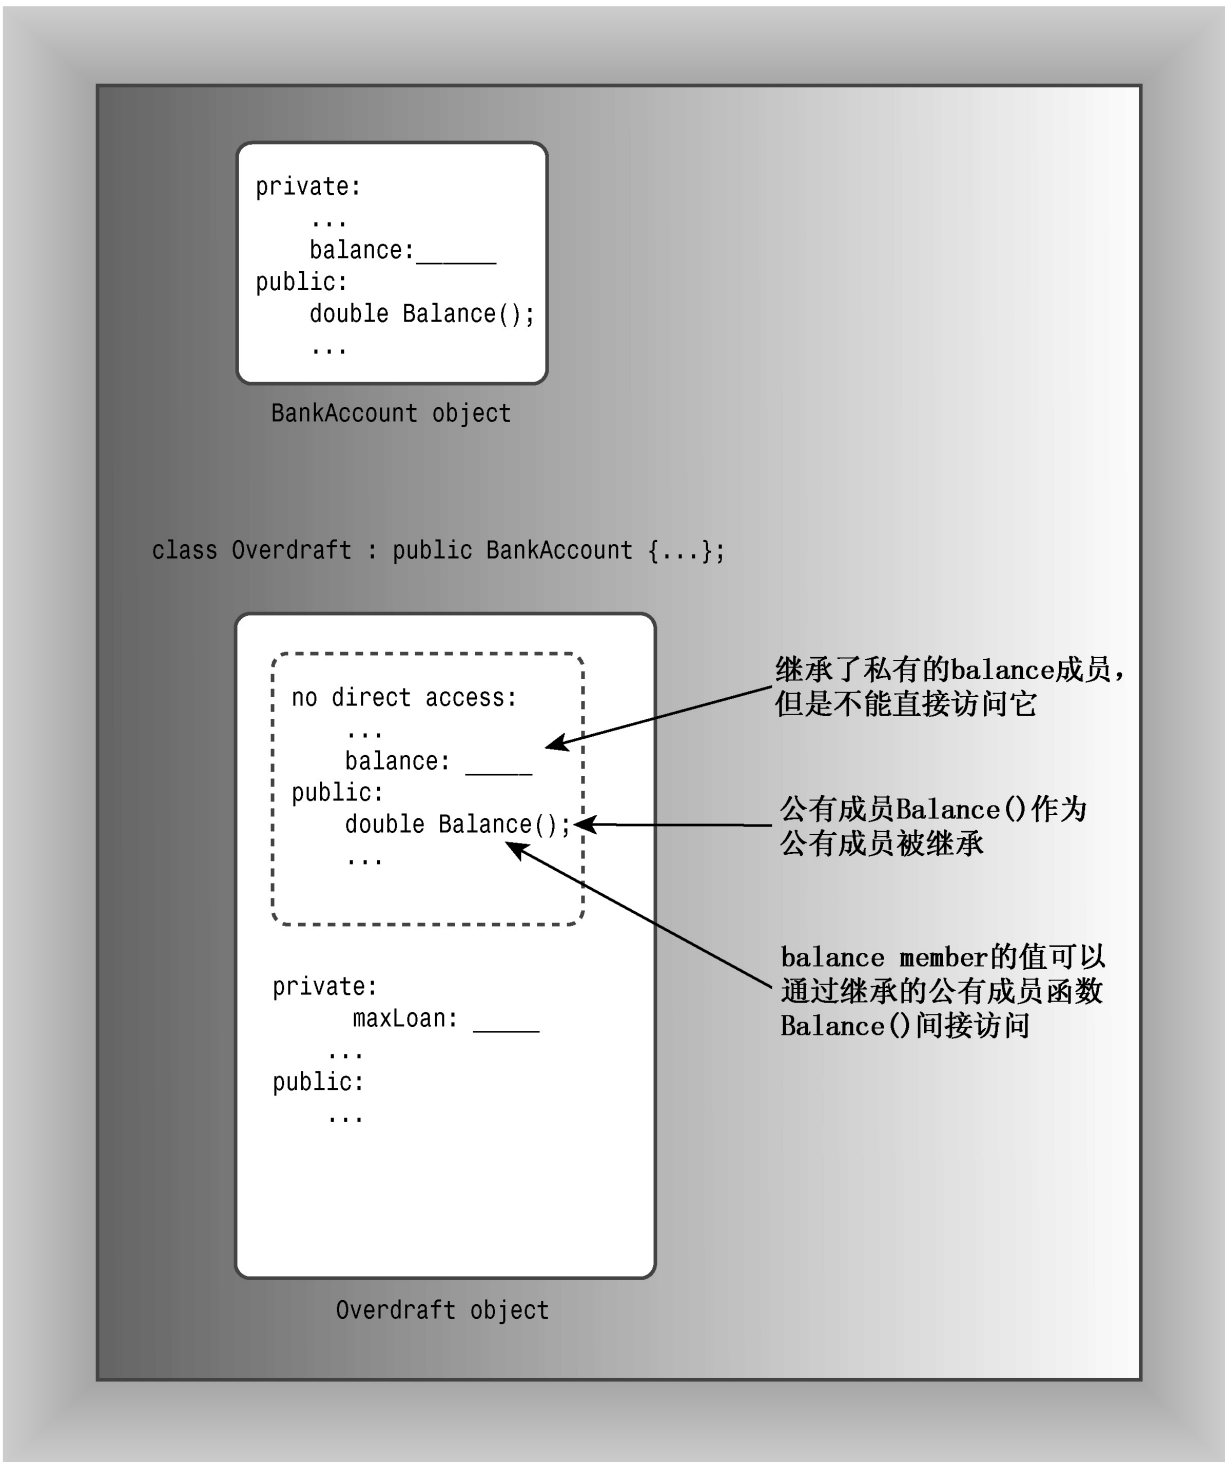 private:
...
balance:______
public:
double Balance();
...
BankAccount object
class Overdraft : public BankAccount {...};
no direct access:
...
balance: _____
public:
double Balance();
...
private:
maxLoan: _____
...
public:
...
继承了私有的balance成员，
但是不能直接访问它
公有成员Balance()作为
公有成员被继承
balance member的值可以
通过继承的公有成员函数
Balance()间接访问
Overdraft object